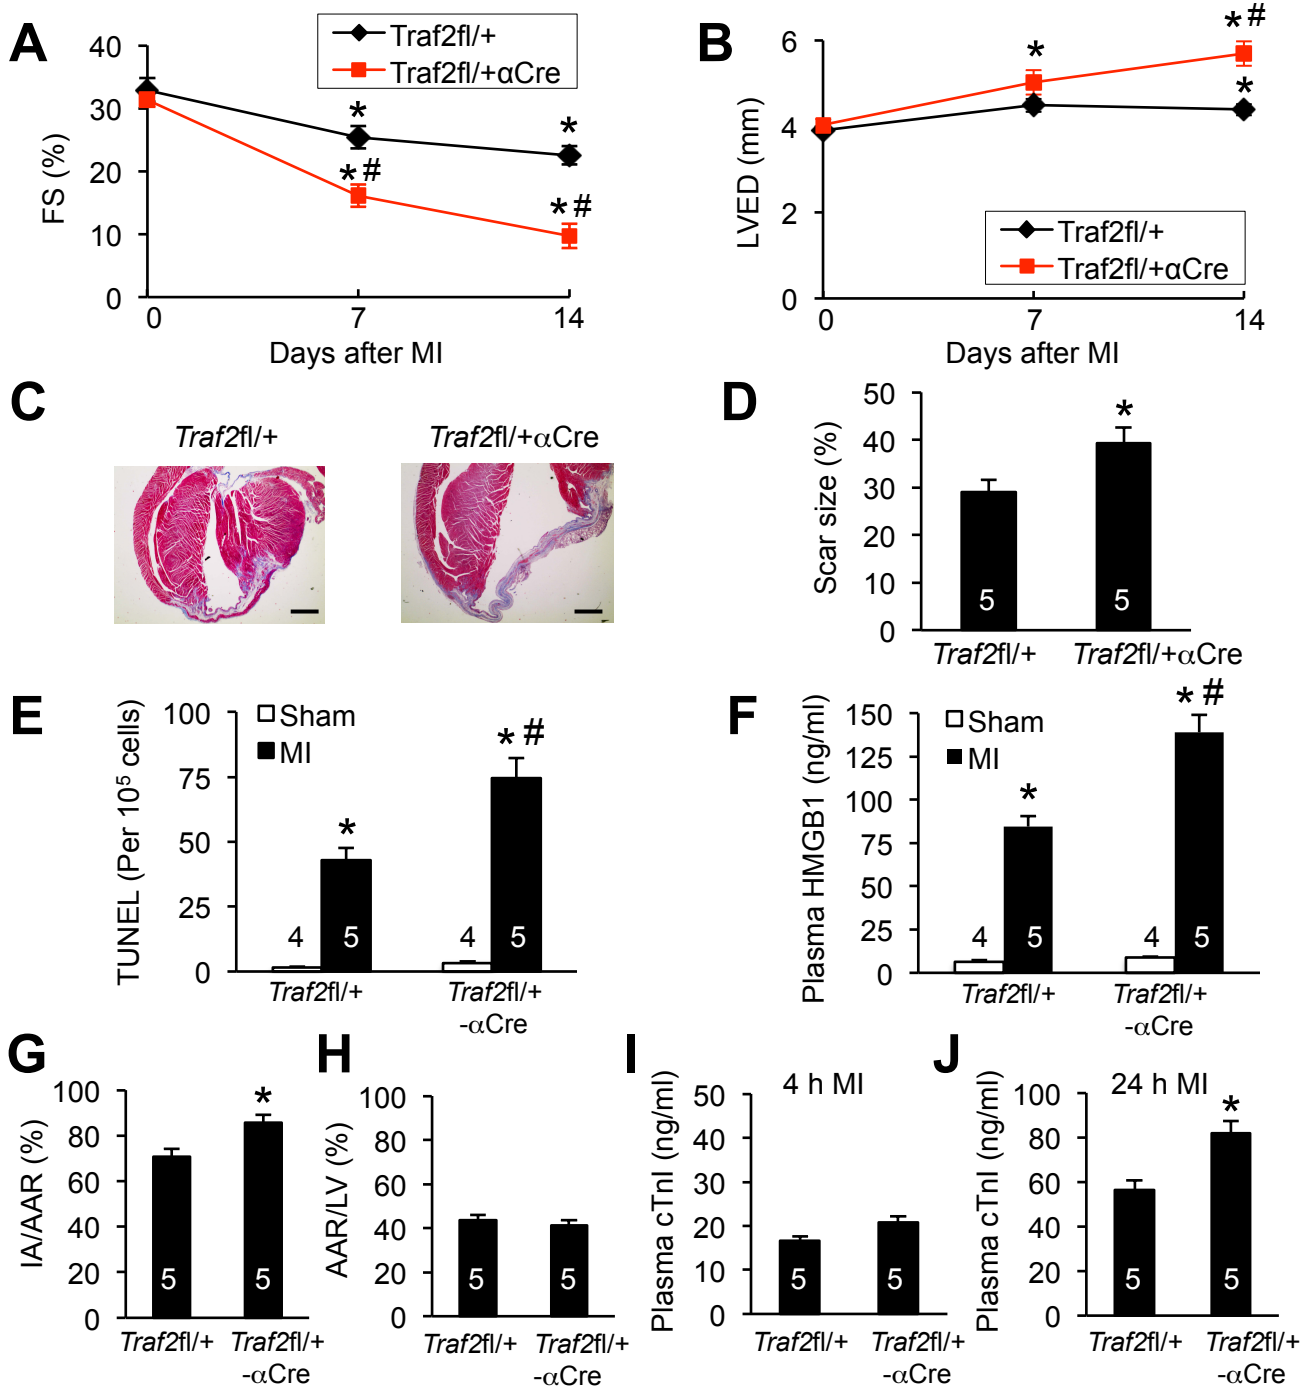 A
40
30
20
10
0
FS (%)
Traf2fl/+
Traf2fl/+αCre
*
*
*#
*#
0 7 14
Days after MI
B
6
4
2
0
LVED (mm)
*
*#
*
Traf2fl/+
Traf2fl/+αCre
0 7 14
Days after MI
C
Traf2fl/+ Traf2fl/+αCre
D
50
40
30
20
10
0
Scar size (%)
*
5 5
Traf2fl/+ Traf2fl/+αCre
E
100
75
50
25
0
TUNEL (Per 10⁵ cells)
Sham
MI
*
*#
4 5 4 5
Traf2fl/+ Traf2fl/+
-αCre
F
150
125
100
75
50
25
0
Plasma HMGB1 (ng/ml)
Sham
MI
*
*#
4 5 4 5
Traf2fl/+ Traf2fl/+
-αCre
G
100
80
60
40
20
0
IA/AAR (%)
*
5 5
Traf2fl/+ Traf2fl/+
-αCre
H
100
80
60
40
20
0
AAR/LV (%)
5 5
Traf2fl/+ Traf2fl/+
-αCre
I
4 h MI
50
40
30
20
10
0
Plasma cTnI (ng/ml)
5 5
Traf2fl/+ Traf2fl/+
-αCre
J
24 h MI
100
80
60
40
20
0
Plasma cTnI (ng/ml)
*
5 5
Traf2fl/+ Traf2fl/+
-αCre